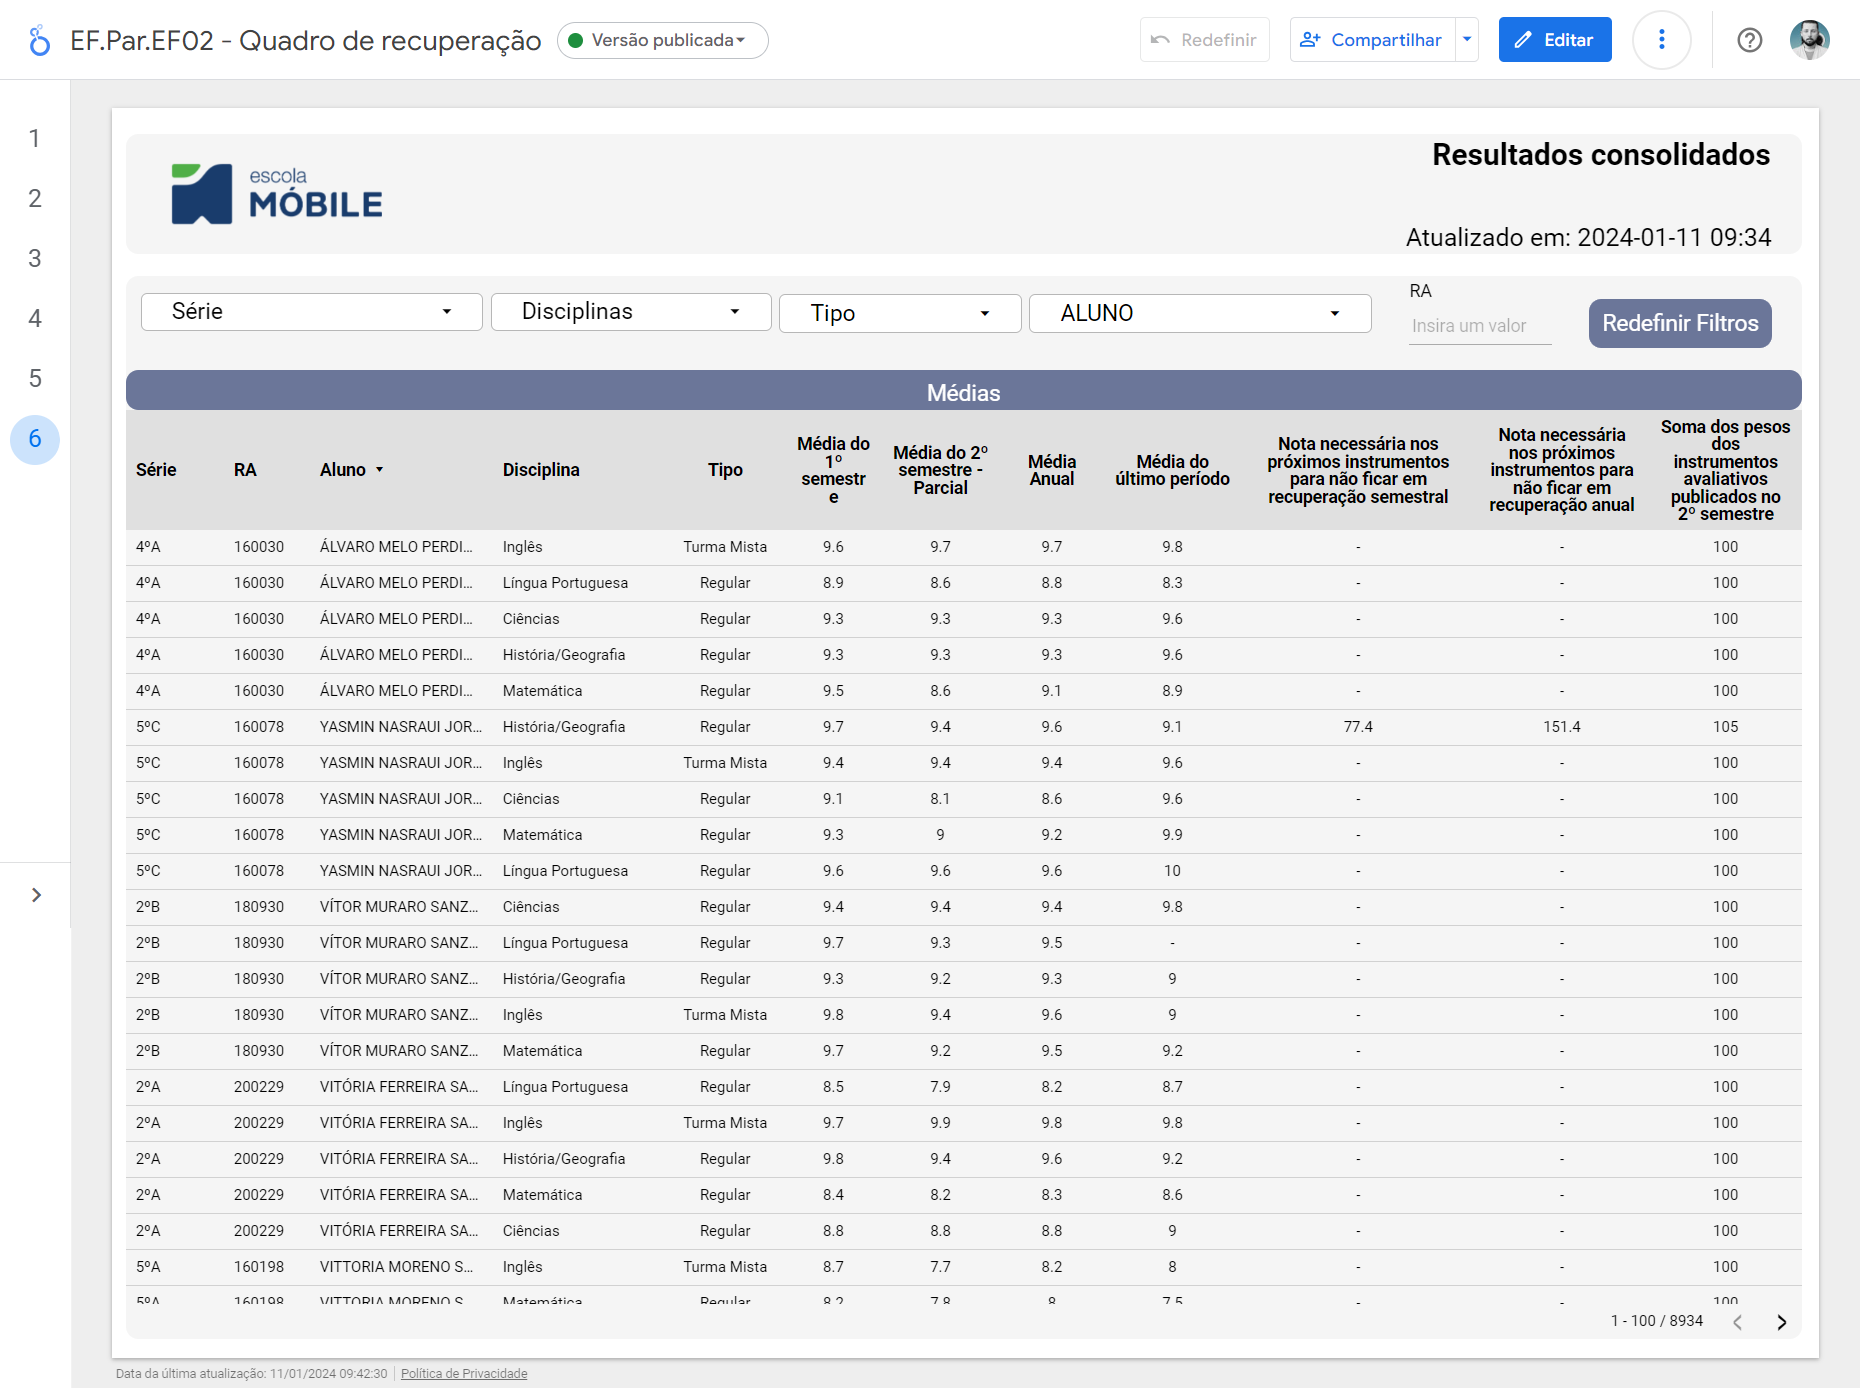 EF.Par.EF02 - Quadro de recuperação
Versão publicada
Redefinir
Compartilhar
Editar
1
2
3
4
5
6
escola
MÓBILE
Resultados consolidados
Atualizado em: 2024-01-11 09:34
Série
Disciplinas
Tipo
ALUNO
RA
Insira um valor
Redefinir Filtros
Médias
Série RA Aluno Disciplina Tipo Média do 1º semestre Média do 2º semestre - Parcial Média Anual Média do último período Nota necessária nos próximos instrumentos para não ficar em recuperação semestral Nota necessária nos próximos instrumentos para não ficar em recuperação anual Soma dos pesos dos instrumentos avaliativos publicados no 2º semestre
4ºA 160030 ÁLVARO MELO PERDI... Inglês Turma Mista 9.6 9.7 9.7 9.8 - - 100
4ºA 160030 ÁLVARO MELO PERDI... Língua Portuguesa Regular 8.9 8.6 8.8 8.3 - - 100
4ºA 160030 ÁLVARO MELO PERDI... Ciências Regular 9.3 9.3 9.3 9.6 - - 100
4ºA 160030 ÁLVARO MELO PERDI... História/Geografia Regular 9.3 9.3 9.3 9.6 - - 100
4ºA 160030 ÁLVARO MELO PERDI... Matemática Regular 9.5 8.6 9.1 8.9 - - 100
5ºC 160078 YASMIN NASRAUI JOR... História/Geografia Regular 9.7 9.4 9.6 9.1 77.4 151.4 105
5ºC 160078 YASMIN NASRAUI JOR... Inglês Turma Mista 9.4 9.4 9.4 9.6 - - 100
5ºC 160078 YASMIN NASRAUI JOR... Ciências Regular 9.1 8.1 8.6 9.6 - - 100
5ºC 160078 YASMIN NASRAUI JOR... Matemática Regular 9.3 9 9.2 9.9 - - 100
5ºC 160078 YASMIN NASRAUI JOR... Língua Portuguesa Regular 9.6 9.6 9.6 10 - - 100
2ºB 180930 VÍTOR MURARO SANZ... Ciências Regular 9.4 9.4 9.4 9.8 - - 100
2ºB 180930 VÍTOR MURARO SANZ... Língua Portuguesa Regular 9.7 9.3 9.5 - - - 100
2ºB 180930 VÍTOR MURARO SANZ... História/Geografia Regular 9.3 9.2 9.3 9 - - 100
2ºB 180930 VÍTOR MURARO SANZ... Inglês Turma Mista 9.8 9.4 9.6 9 - - 100
2ºB 180930 VÍTOR MURARO SANZ... Matemática Regular 9.7 9.2 9.5 9.2 - - 100
2ºA 200229 VITÓRIA FERREIRA SA... Língua Portuguesa Regular 8.5 7.9 8.2 8.7 - - 100
2ºA 200229 VITÓRIA FERREIRA SA... Inglês Turma Mista 9.7 9.9 9.8 9.8 - - 100
2ºA 200229 VITÓRIA FERREIRA SA... História/Geografia Regular 9.8 9.4 9.6 9.2 - - 100
2ºA 200229 VITÓRIA FERREIRA SA... Matemática Regular 8.4 8.2 8.3 8.6 - - 100
2ºA 200229 VITÓRIA FERREIRA SA... Ciências Regular 8.8 8.8 8.8 9 - - 100
5ºA 160198 VITTORIA MORENO S... Inglês Turma Mista 8.7 7.7 8.2 8 - - 100
5ºA 160198 VITTORIA MORENO S... Matemática Regular 8.2 7.8 8 7.5 - - 100
1 - 100 / 8934
Data da última atualização: 11/01/2024 09:42:30
Política de Privacidade